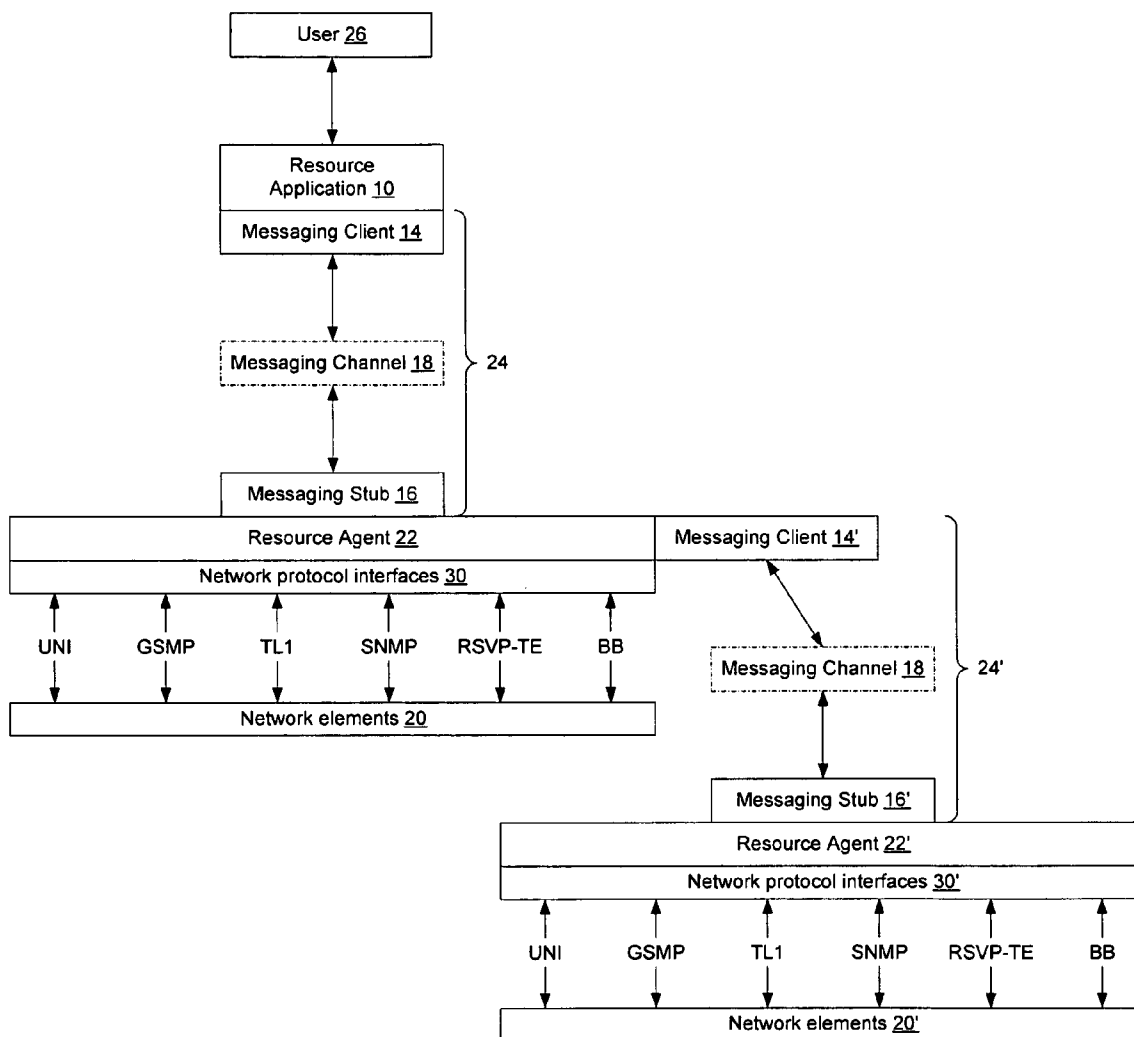 User 26
Resource
Application 10
Messaging Client 14
Messaging Channel 18
24
Messaging Stub 16
Resource Agent 22
Messaging Client 14'
Network protocol interfaces 30
UNI GSMP TL1 SNMP RSVP-TE BB
Messaging Channel 18
24'
Network elements 20
Messaging Stub 16'
Resource Agent 22'
Network protocol interfaces 30'
UNI GSMP TL1 SNMP RSVP-TE BB
Network elements 20'